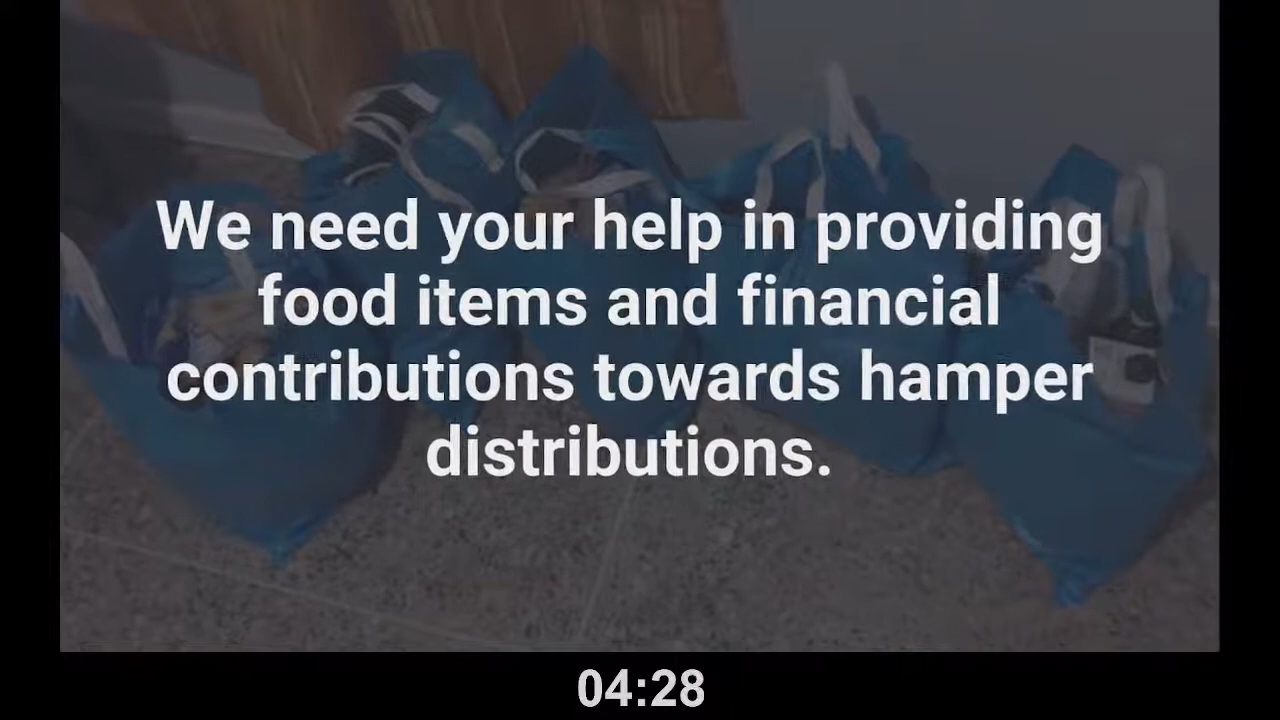 We need your help in providing
food items and financial
contributions towards hamper
distributions.
04:28